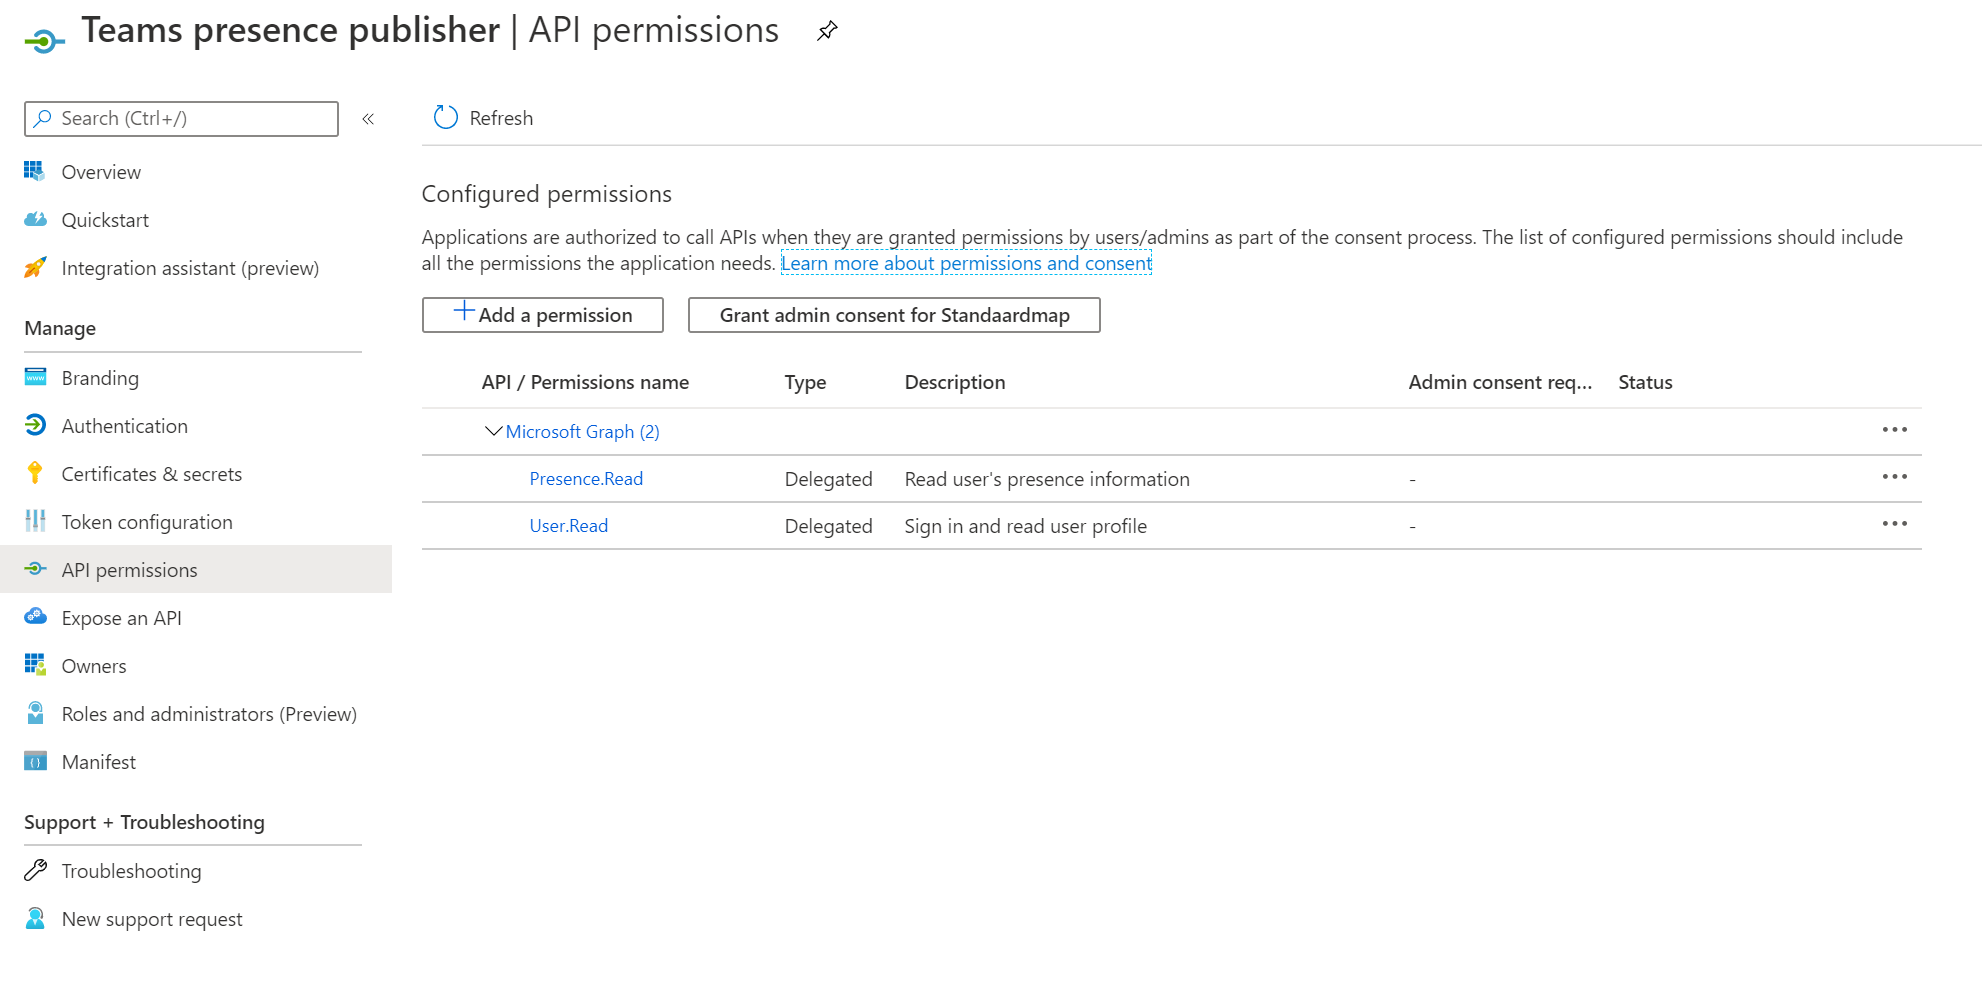 Teams presence publisher | API permissions
Search (Ctrl+/)
«
Refresh
Overview
Quickstart
Integration assistant (preview)
Manage
Branding
Authentication
Certificates & secrets
Token configuration
API permissions
Expose an API
Owners
Roles and administrators (Preview)
Manifest
Support + Troubleshooting
Troubleshooting
New support request
Configured permissions
Applications are authorized to call APIs when they are granted permissions by users/admins as part of the consent process. The list of configured permissions should include
all the permissions the application needs. Learn more about permissions and consent
Add a permission Grant admin consent for Standaardmap
API / Permissions name Type Description Admin consent req... Status
Microsoft Graph (2)
Presence.Read Delegated Read user's presence information -
User.Read Delegated Sign in and read user profile -